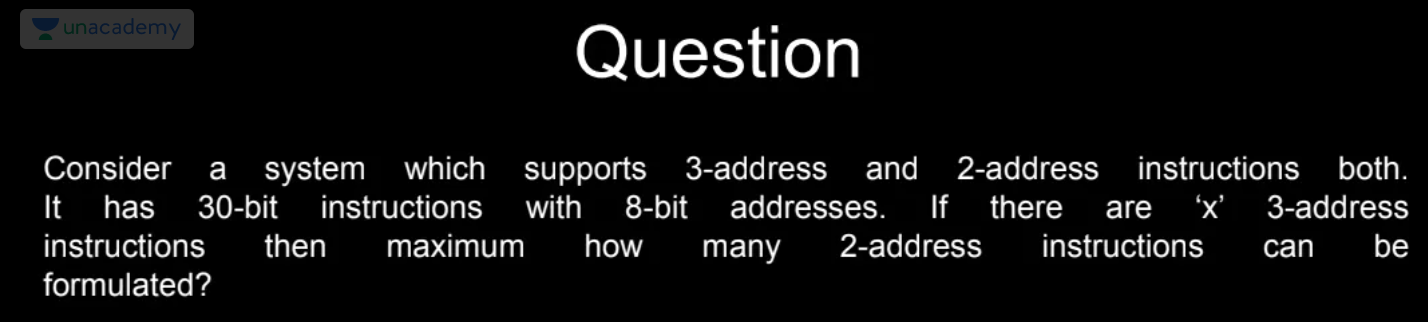 unacademy
Question
Consider a system which supports 3-address and 2-address instructions both.
It has 30-bit instructions with 8-bit addresses. If there are ‘x’ 3-address
instructions then maximum how many 2-address instructions can be
formulated?